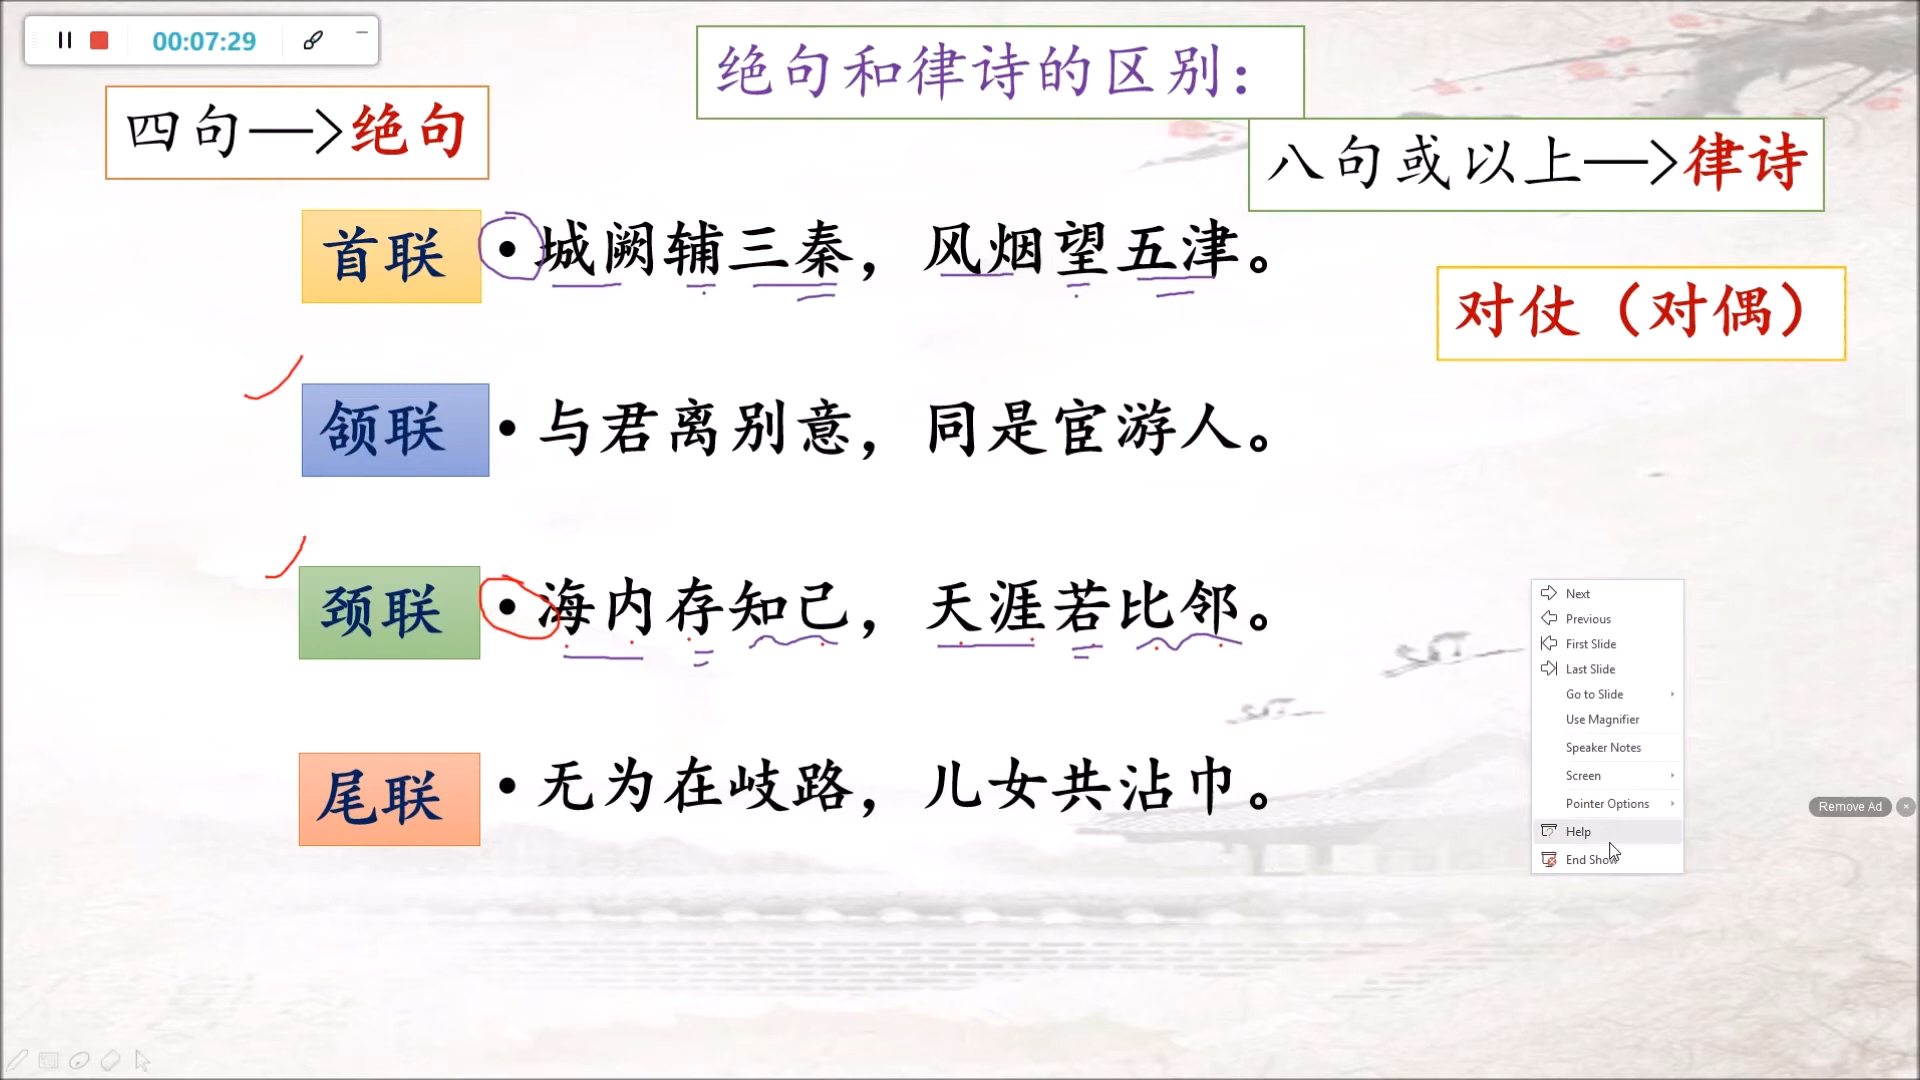 00:07:29
绝句和律诗的区别：
四句—>绝句
八句或以上—>律诗
首联
•城阙辅三秦，风烟望五津。
对仗（对偶）
颔联
•与君离别意，同是宦游人。
颈联
•海内存知己，天涯若比邻。
尾联
•无为在歧路，儿女共沾巾。
Next
Previous
First Slide
Last Slide
Go to Slide
Use Magnifier
Speaker Notes
Screen
Pointer Options
Help
End Show
Remove Ad